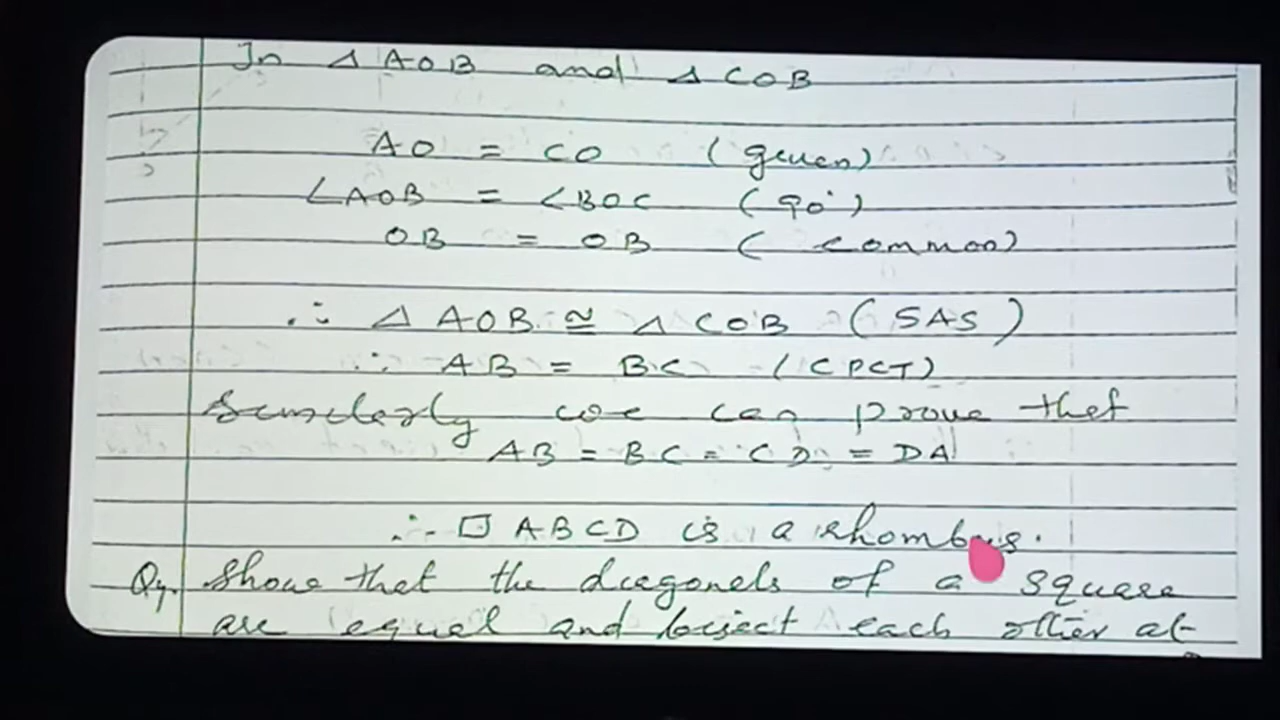 In △ AOB and △ COB
AO = CO (given)
∠AOB = ∠BOC (90°)
OB = OB (common)
∴ △ AOB ≅ △ COB (SAS)
∴ AB = BC (CPCT)
Similarly we can prove that
AB = BC = CD = DA
∴ □ ABCD is a rhombus.
Q4. Show that the diagonals of a square
are equal and bisect each other at